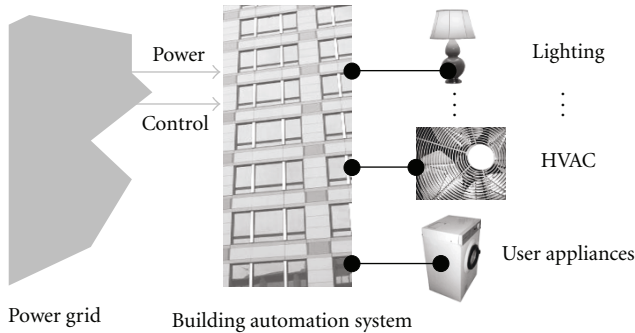 Power
Control
Lighting
HVAC
User appliances
Power grid
Building automation system